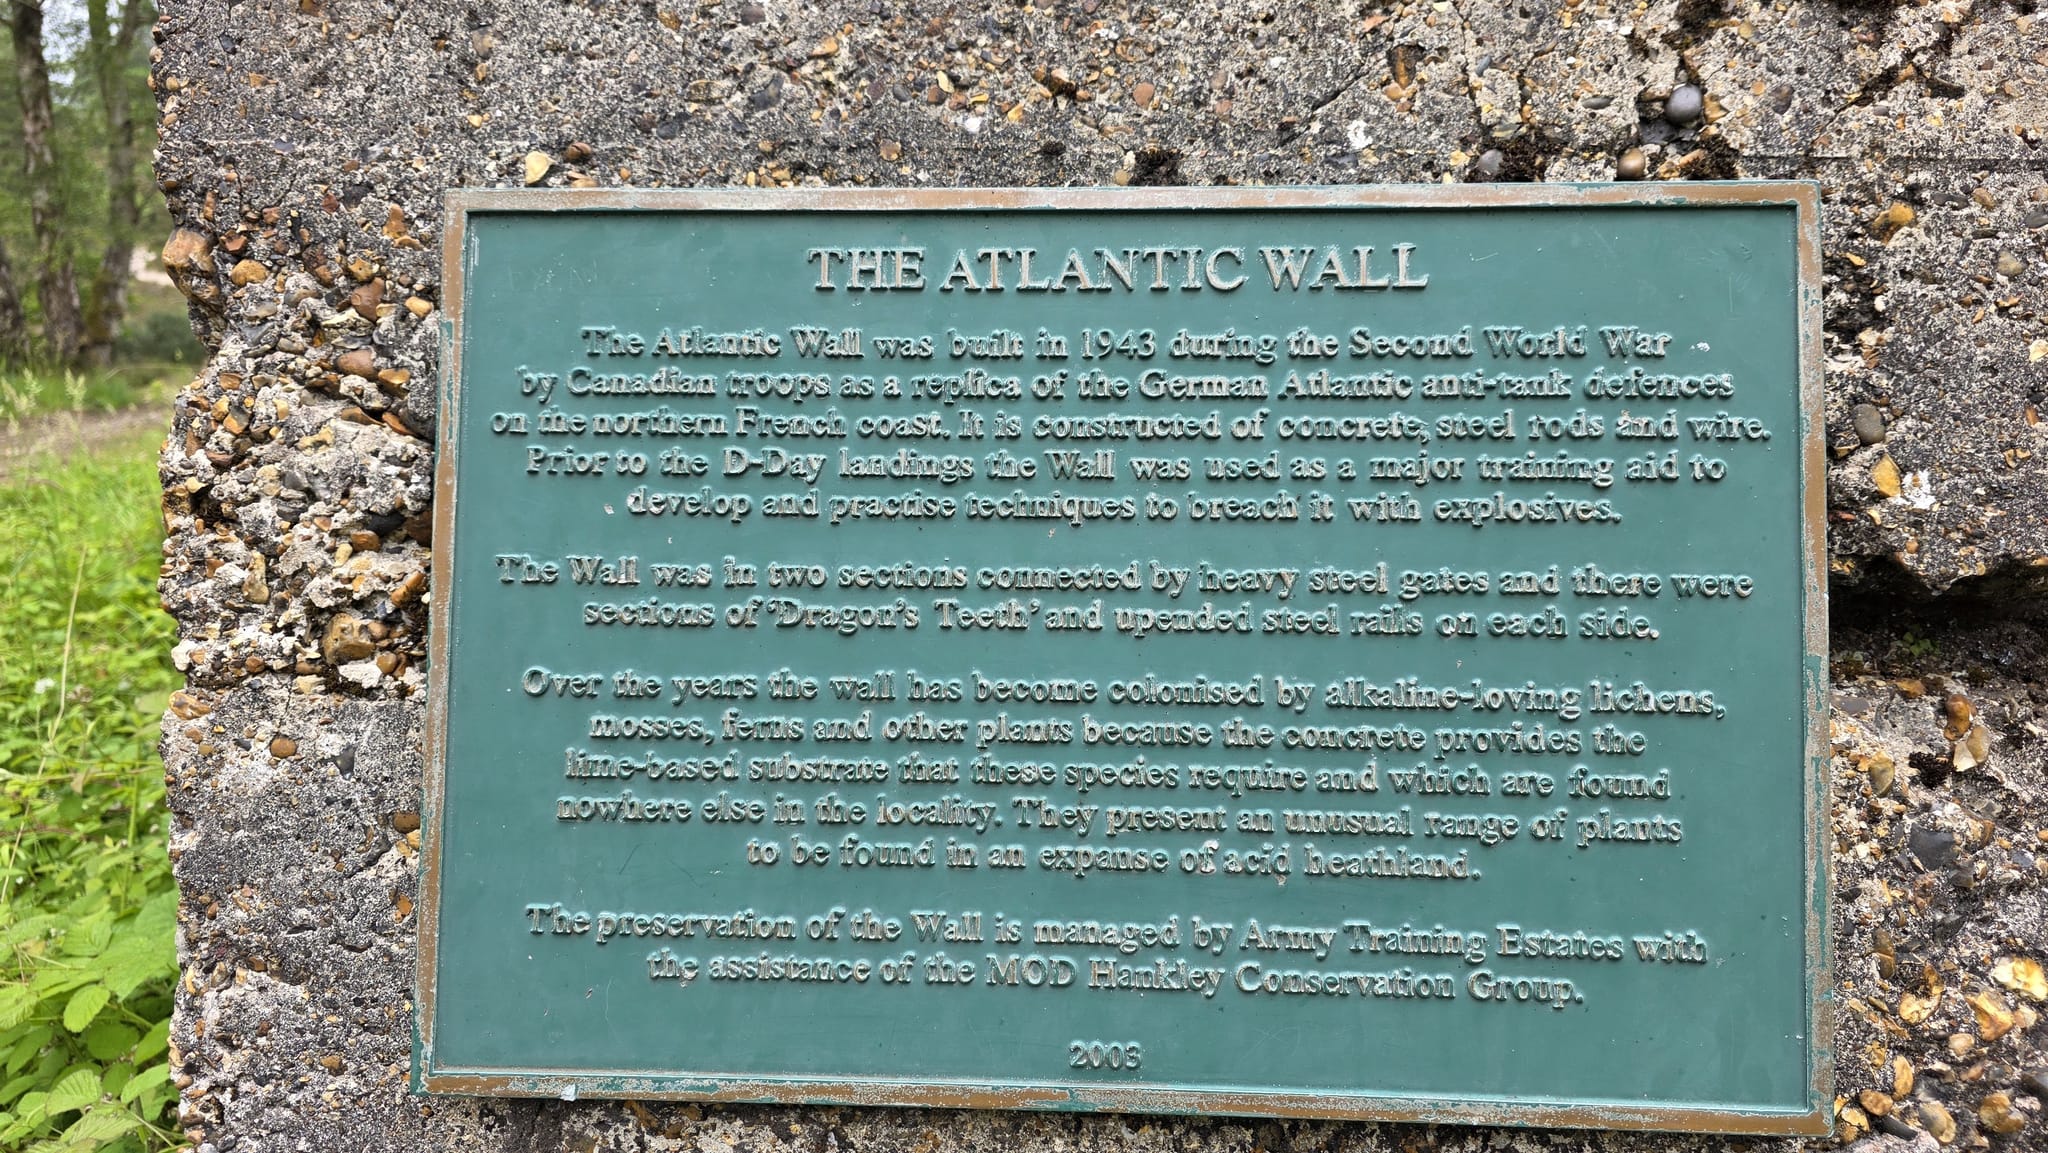 THE ATLANTIC WALL
The Atlantic Wall was built in 1943 during the Second World War
by Canadian troops as a replica of the German Atlantic anti-tank defences
on the northern French coast. It is constructed of concrete, steel rods and wire.
Prior to the D-Day landings the Wall was used as a major training aid to
develop and practise techniques to breach it with explosives.
The Wall was in two sections connected by heavy steel gates and there were
sections of 'Dragon's Teeth' and upended steel rails on each side.
Over the years the wall has become colonised by alkaline-loving lichens,
mosses, ferns and other plants because the concrete provides the
lime-based substrate that these species require and which are found
nowhere else in the locality. They present an unusual range of plants
to be found in an expanse of acid heathland.
The preservation of the Wall is managed by Army Training Estates with
the assistance of the MOD Hankley Conservation Group.
2003